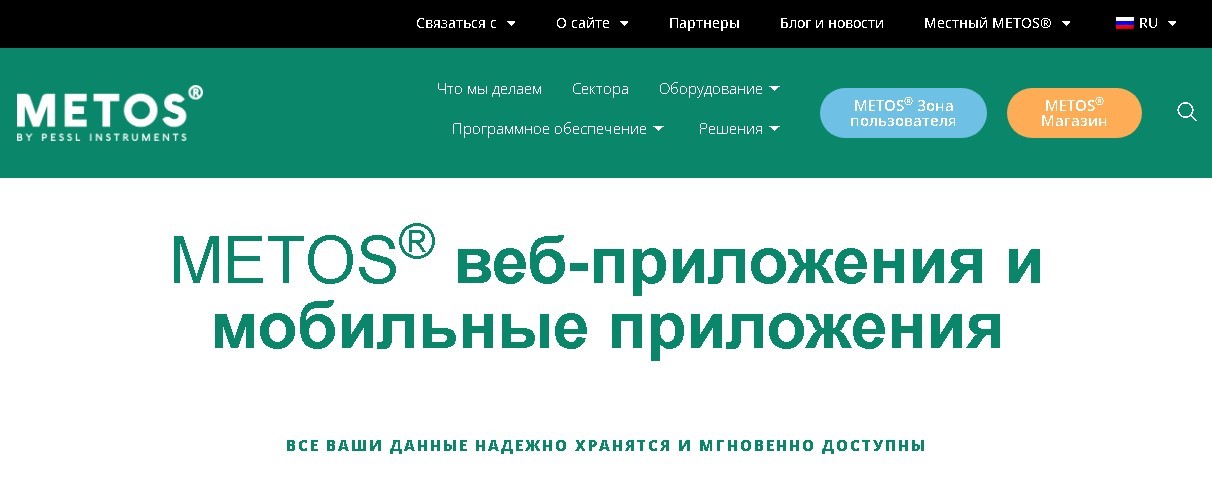 Связаться с О сайте Партнеры Блог и новости Местный METOS® RU
METOS®
BY PESSL INSTRUMENTS
Что мы делаем Сектора Оборудование
Программное обеспечение Решения
METOS® Зона
пользователя
METOS®
Магазин
METOS® веб-приложения и
мобильные приложения
ВСЕ ВАШИ ДАННЫЕ НАДЕЖНО ХРАНЯТСЯ И МГНОВЕННО ДОСТУПНЫ